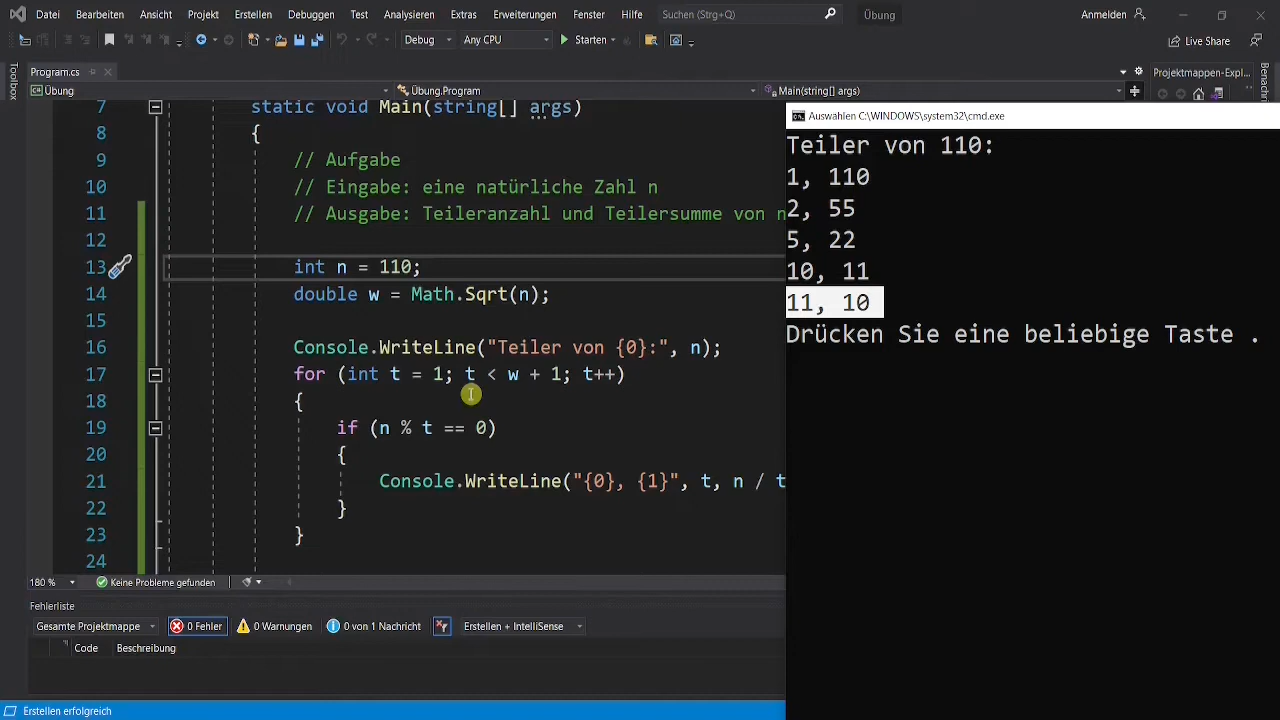 Datei Bearbeiten Ansicht Projekt Erstellen Debuggen Test Analysieren Extras Erweiterungen Fenster Hilfe Suchen (Strg+Q) Übung Anmelden
Debug Any CPU Starten Live Share
Toolbox
Program.cs
Projektmappen-Expl...
Übung Übung.Program Main(string[] args)
7 static void Main(string[] args)
8 {
9 // Aufgabe
10 // Eingabe: eine natürliche Zahl n
11 // Ausgabe: Teileranzahl und Teilersumme von n
12
13 int n = 110;
14 double w = Math.Sqrt(n);
15
16 Console.WriteLine("Teiler von {0}:", n);
17 for (int t = 1; t < w + 1; t++)
18 {
19 if (n % t == 0)
20 {
21 Console.WriteLine("{0}, {1}", t, n / t
22 }
23 }
24
180 % Keine Probleme gefunden
Fehlerliste
Gesamte Projektmappe 0 Fehler 0 Warnungen 0 von 1 Nachricht Erstellen + IntelliSense
Code Beschreibung
Erstellen erfolgreich
Auswählen C:\WINDOWS\system32\cmd.exe
Teiler von 110:
1, 110
2, 55
5, 22
10, 11
11, 10
Drücken Sie eine beliebige Taste .